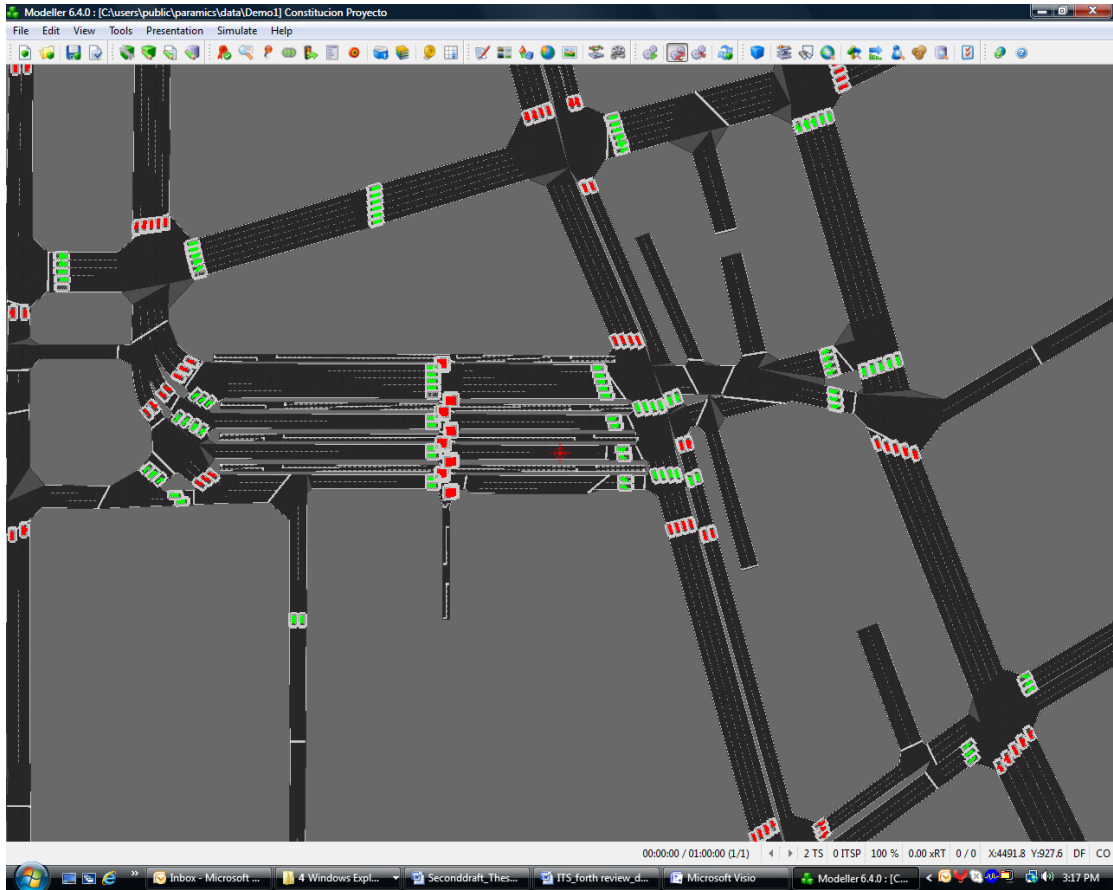 Modeller 6.4.0 : [C:\users\public\paramics\data\Demo1] Constitucion Proyecto
File Edit View Tools Presentation Simulate Help
00:00:00 / 01:00:00 (1/1) 2 TS 0 ITSP 100 % 0.00 xRT 0 / 0 X:4491.8 Y:927.6 DF CO
Inbox - Microsoft ... 4 Windows Expl... Seconddraft_Thes... ITS_forth review_d... Microsoft Visio Modeller 6.4.0 : [C... 3:17 PM